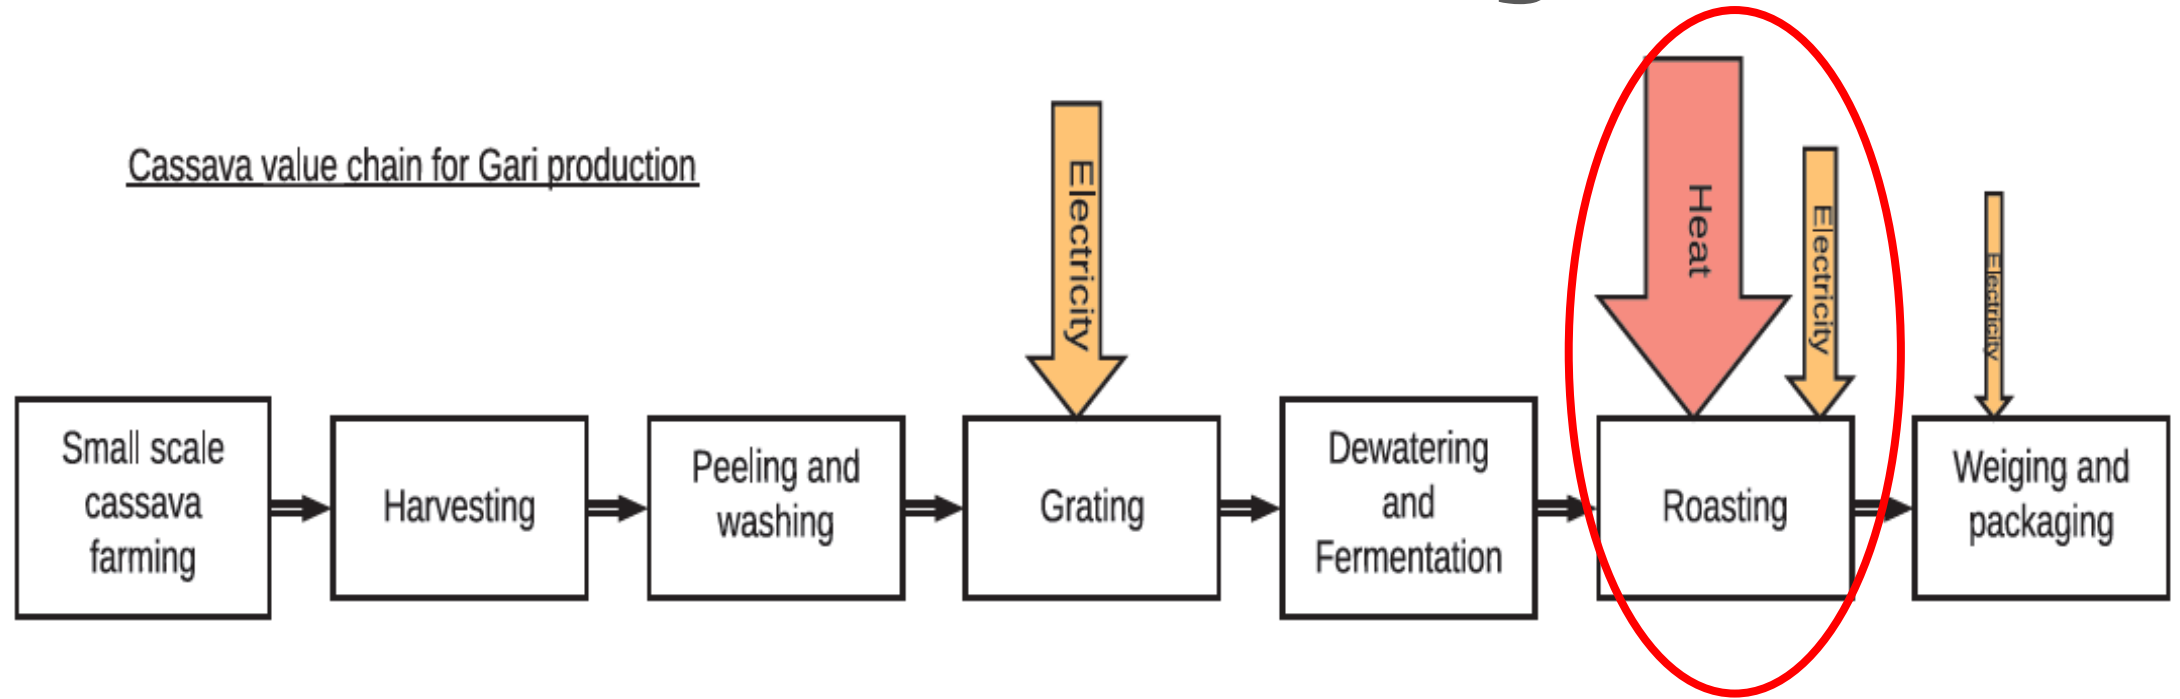 Cassava value chain for Gari production
Electricity
Heat
Electricity
Electricity
Small scale
cassava
farming
Harvesting
Peeling and
washing
Grating
Dewatering
and
Fermentation
Roasting
Weiging and
packaging